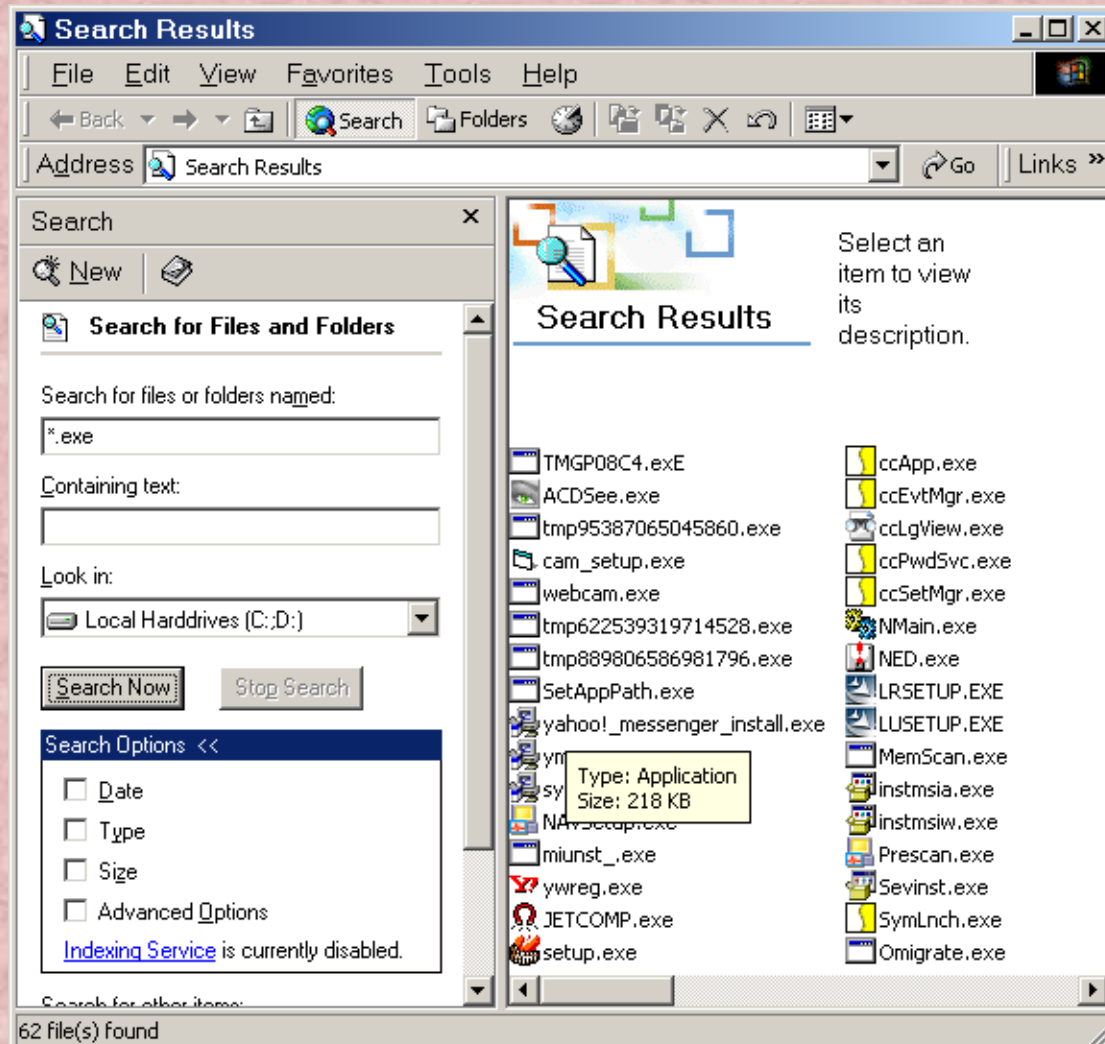 Search Results
File Edit View Favorites Tools Help
Back Search Folders
Address Search Results Go Links »
Search
New
Search for Files and Folders
Search for files or folders named:
*.exe
Containing text:
Look in:
Local Harddrives (C:;D:)
Search Now Stop Search
Search Options <<
Date
Type
Size
Advanced Options
Indexing Service is currently disabled.
Search for other items:
Search Results
Select an
item to view
its
description.
TMGP08C4.exE
ACDSee.exe
tmp95387065045860.exe
cam_setup.exe
webcam.exe
tmp622539319714528.exe
tmp889806586981796.exe
SetAppPath.exe
yahoo!_messenger_install.exe
Type: Application
Size: 218 KB
NAVSetup.exe
miunst_.exe
ywreg.exe
JETCOMP.exe
setup.exe
ccApp.exe
ccEvtMgr.exe
ccLgView.exe
ccPwdSvc.exe
ccSetMgr.exe
NMain.exe
NED.exe
LRSETUP.EXE
LUSETUP.EXE
MemScan.exe
instmsia.exe
instmsiw.exe
Prescan.exe
Sevinst.exe
SymLnch.exe
Omigrate.exe
62 file(s) found